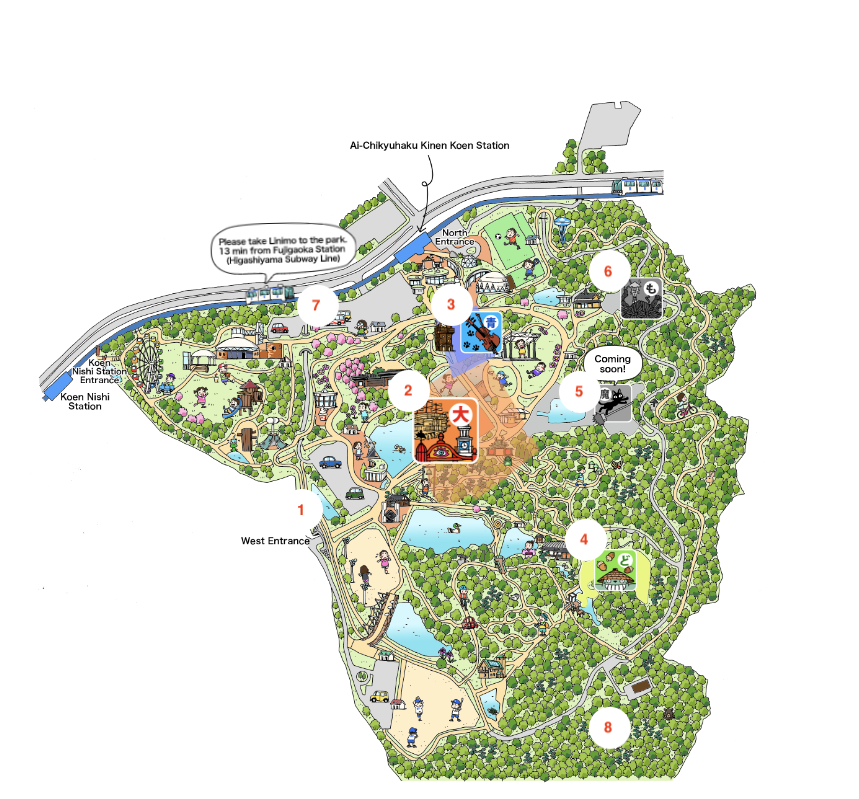 Ai-Chikyuhaku Kinen Koen Station
Please take Linimo to the park.
13 min from Fujigaoka Station
(Higashiyama Subway Line)
North
Entrance
6
も
7
3
青
Koen
Nishi Station
Entrance
Koen Nishi
Station
Coming
soon!
2
大
5
魔
1
West Entrance
4
ど
8